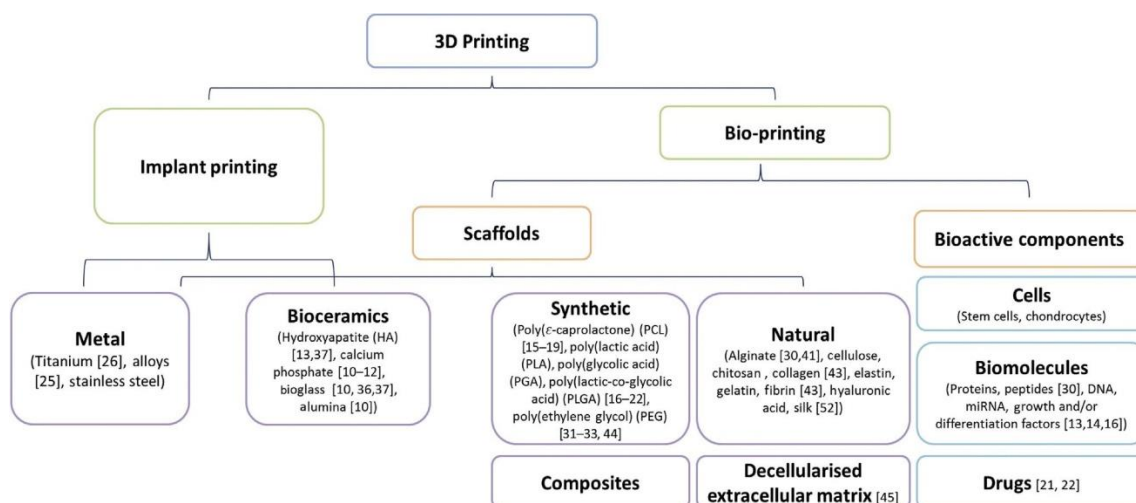 3D Printing
Implant printing
Bio-printing
Scaffolds
Bioactive components
Metal
(Titanium [26], alloys
[25], stainless steel)
Bioceramics
(Hydroxyapatite (HA)
[13,37], calcium
phosphate [10–12],
bioglass [10, 36,37],
alumina [10])
Synthetic
(Poly(ε-caprolactone) (PCL)
[15–19], poly(lactic acid)
(PLA), poly(glycolic acid)
(PGA), poly(lactic-co-glycolic
acid) (PLGA) [16–22],
poly(ethylene glycol) (PEG)
[31–33, 44]
Natural
(Alginate [30,41], cellulose,
chitosan , collagen [43], elastin,
gelatin, fibrin [43], hyaluronic
acid, silk [52])
Cells
(Stem cells, chondrocytes)
Biomolecules
(Proteins, peptides [30], DNA,
miRNA, growth and/or
differentiation factors [13,14,16])
Composites
Decellularised
extracellular matrix [45]
Drugs [21, 22]